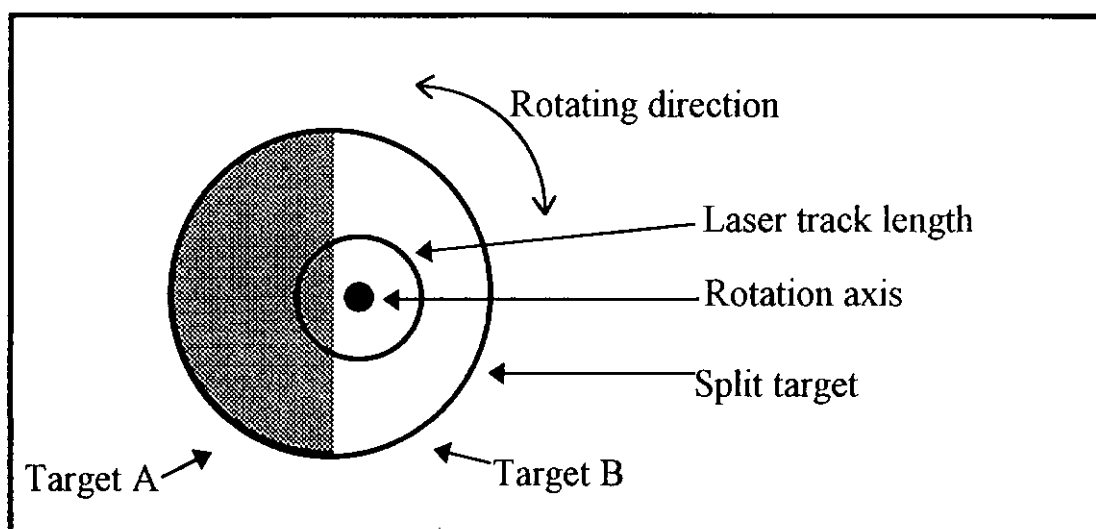 Rotating direction
Laser track length
Rotation axis
Split target
Target B
Target A